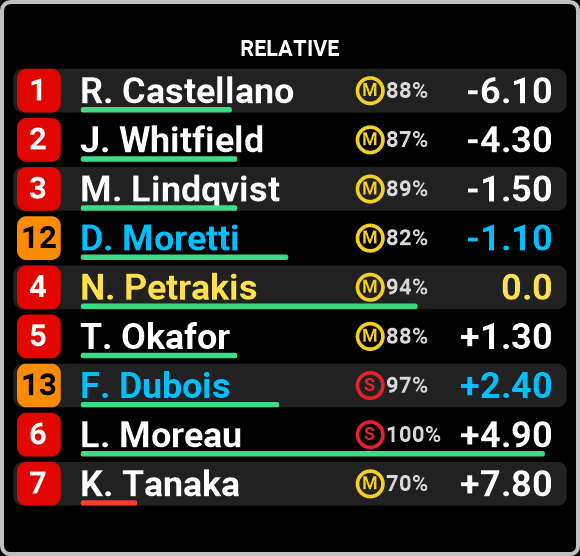 RELATIVE
1 R. Castellano M 88% -6.10
2 J. Whitfield M 87% -4.30
3 M. Lindqvist M 89% -1.50
12 D. Moretti M 82% -1.10
4 N. Petrakis M 94% 0.0
5 T. Okafor M 88% +1.30
13 F. Dubois S 97% +2.40
6 L. Moreau S 100% +4.90
7 K. Tanaka M 70% +7.80